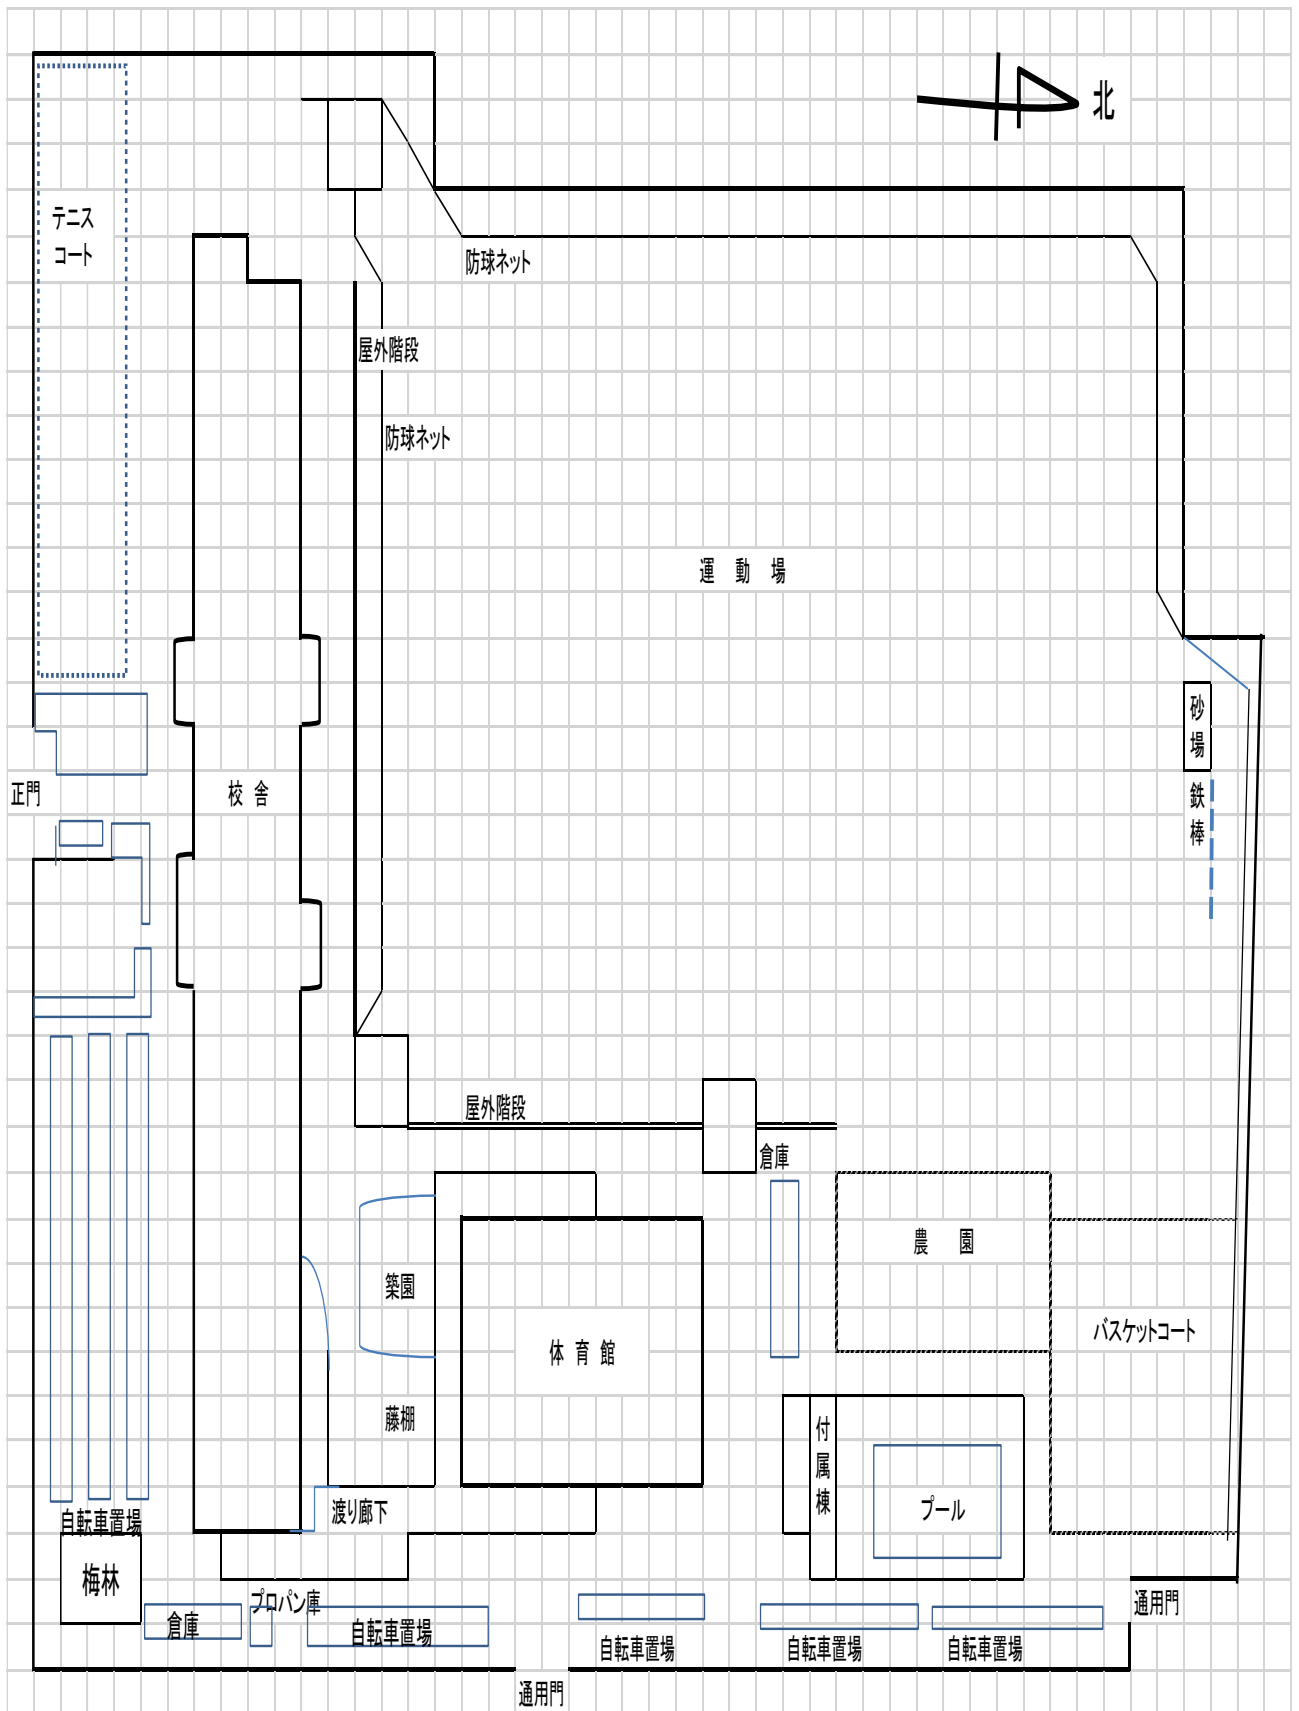 北
テニス
コート
防球ネット
屋外階段
防球ネット
運動場
砂場
正門
校舎
鉄棒
屋外階段
倉庫
農園
築園
バスケットコート
体育館
藤棚
付属棟
プール
渡り廊下
自転車置場
梅林
プロパン庫
通用門
倉庫
自転車置場
自転車置場
自転車置場
自転車置場
通用門